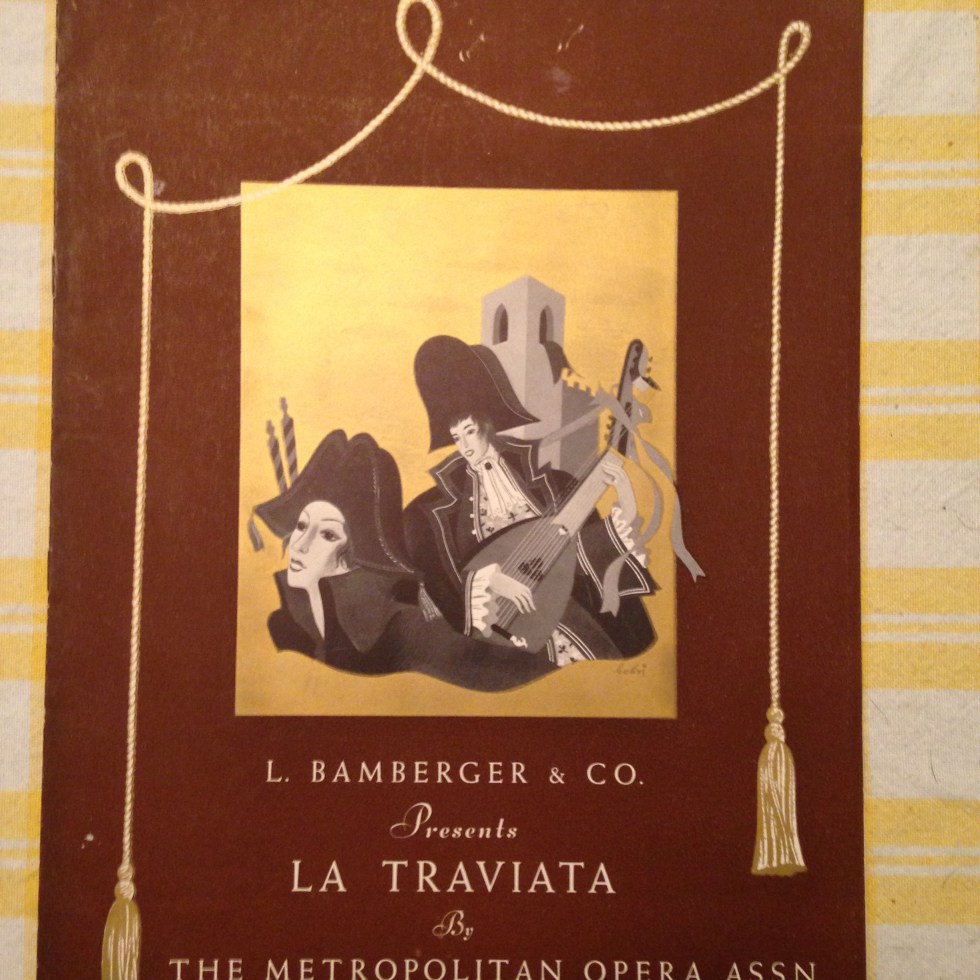 L. BAMBERGER & CO.
Presents
LA TRAVIATA
By
THE METROPOLITAN OPERA ASSN